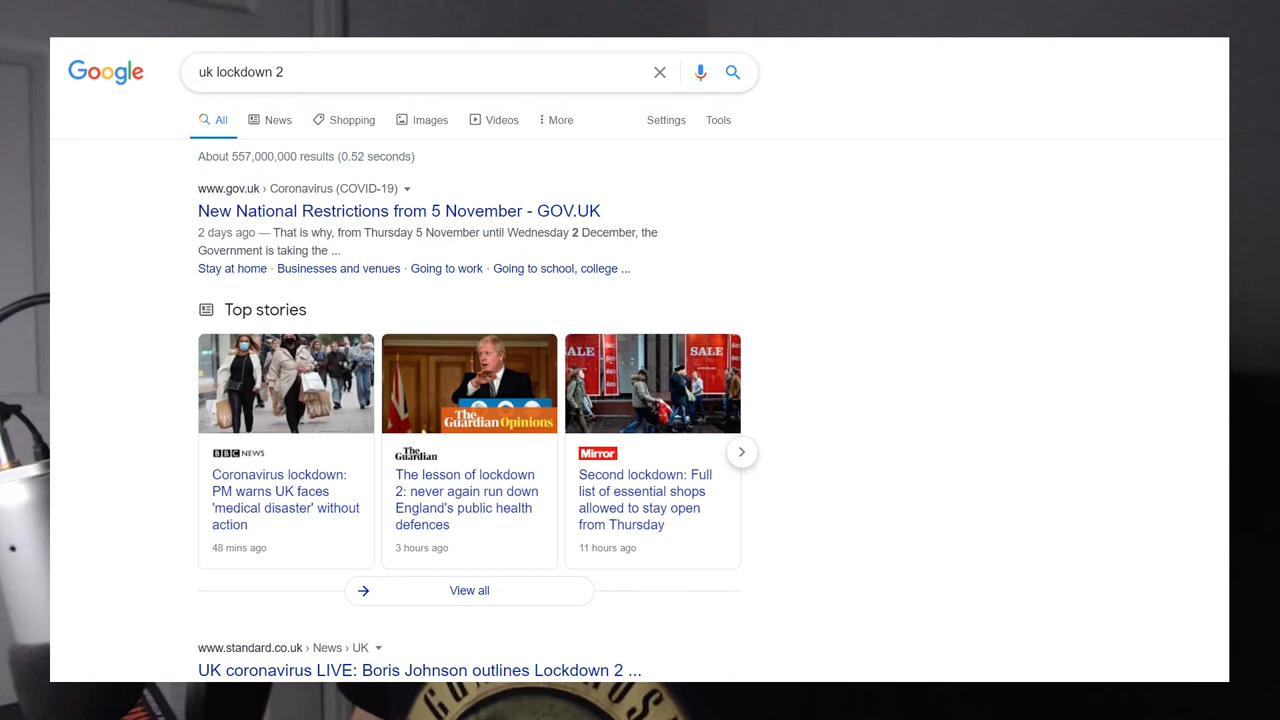 Google
uk lockdown 2
All
News
Shopping
Images
Videos
More
Settings
Tools
About 557,000,000 results (0.52 seconds)
www.gov.uk › Coronavirus (COVID-19)
New National Restrictions from 5 November - GOV.UK
2 days ago — That is why, from Thursday 5 November until Wednesday 2 December, the
Government is taking the ...
Stay at home · Businesses and venues · Going to work · Going to school, college ...
Top stories
The
Guardian Opinions
ALE
SALE
BBC NEWS
Coronavirus lockdown:
PM warns UK faces
'medical disaster' without
action
48 mins ago
The
Guardian
The lesson of lockdown
2: never again run down
England's public health
defences
3 hours ago
Mirror
Second lockdown: Full
list of essential shops
allowed to stay open
from Thursday
11 hours ago
View all
www.standard.co.uk › News › UK
UK coronavirus LIVE: Boris Johnson outlines Lockdown 2 ...